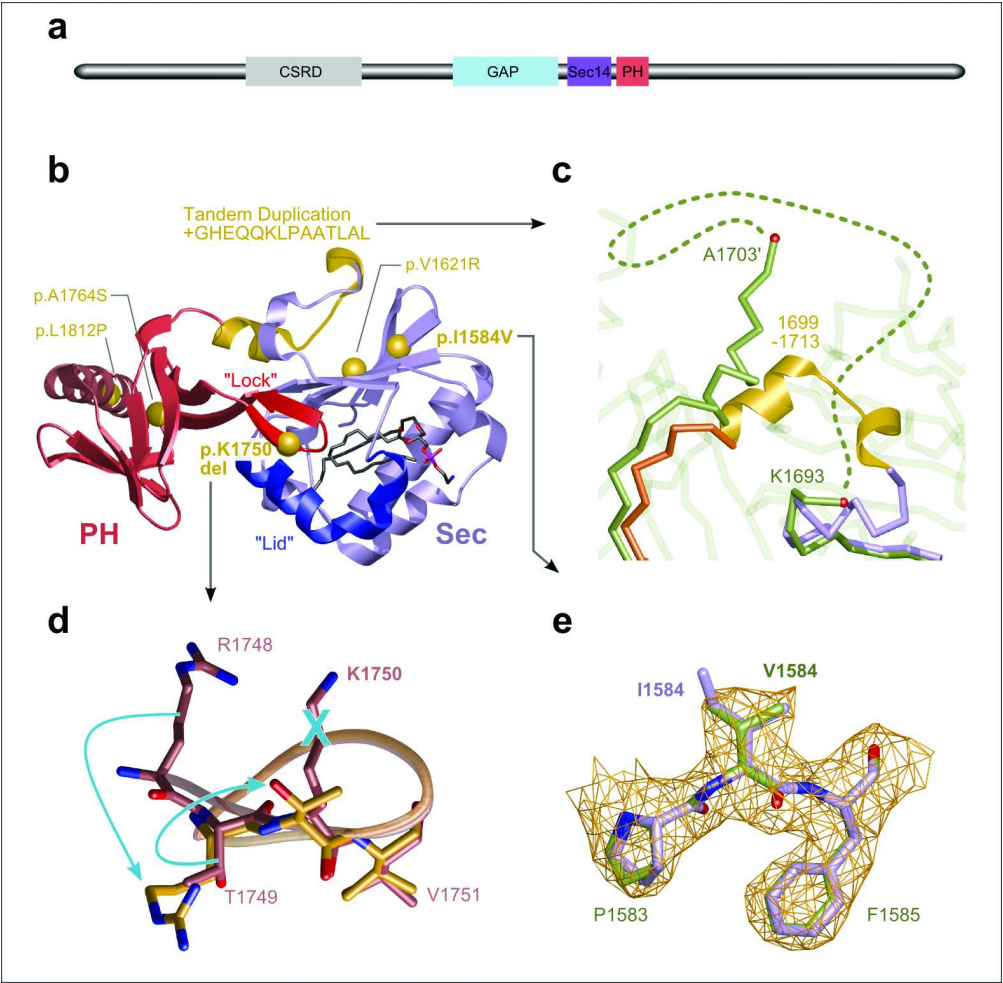 a
CSRD
GAP
Sec14
PH
b
Tandem Duplication
+GHEQQKLPAATLAL
p.V1621R
p.A1764S
p.L1812P
p.I1584V
"Lock"
p.K1750
del
PH
"Lid"
Sec
c
A1703'
1699
-1713
K1693
d
R1748
K1750
X
T1749
V1751
e
V1584
I1584
P1583
F1585